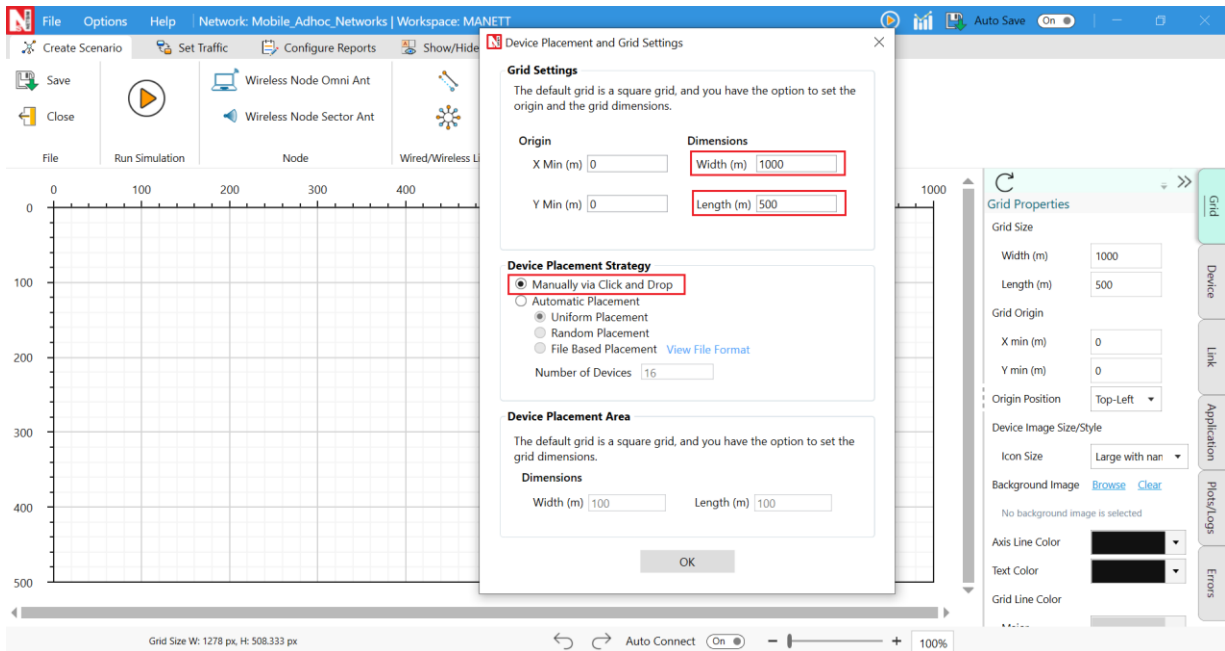 N File Options Help Network: Mobile_Adhoc_Networks | Workspace: MANETT Auto Save On
Create Scenario Set Traffic Configure Reports Show/Hide
Save
Close
Wireless Node Omni Ant
Wireless Node Sector Ant
File Run Simulation Node Wired/Wireless Li
0 100 200 300 400 1000
0
100
200
300
400
500
Device Placement and Grid Settings
Grid Settings
The default grid is a square grid, and you have the option to set the
origin and the grid dimensions.
Origin Dimensions
X Min (m) 0 Width (m) 1000
Y Min (m) 0 Length (m) 500
Device Placement Strategy
Manually via Click and Drop
Automatic Placement
Uniform Placement
Random Placement
File Based Placement View File Format
Number of Devices 16
Device Placement Area
The default grid is a square grid, and you have the option to set the
grid dimensions.
Dimensions
Width (m) 100 Length (m) 100
OK
Grid Properties
Grid Size
Width (m) 1000
Length (m) 500
Grid Origin
X min (m) 0
Y min (m) 0
Origin Position Top-Left
Device Image Size/Style
Icon Size Large with nan
Background Image Browse Clear
No background image is selected
Axis Line Color
Text Color
Grid Line Color
Grid
Device
Link
Application
Plots/Logs
Errors
Grid Size W: 1278 px, H: 508.333 px Auto Connect On 100%